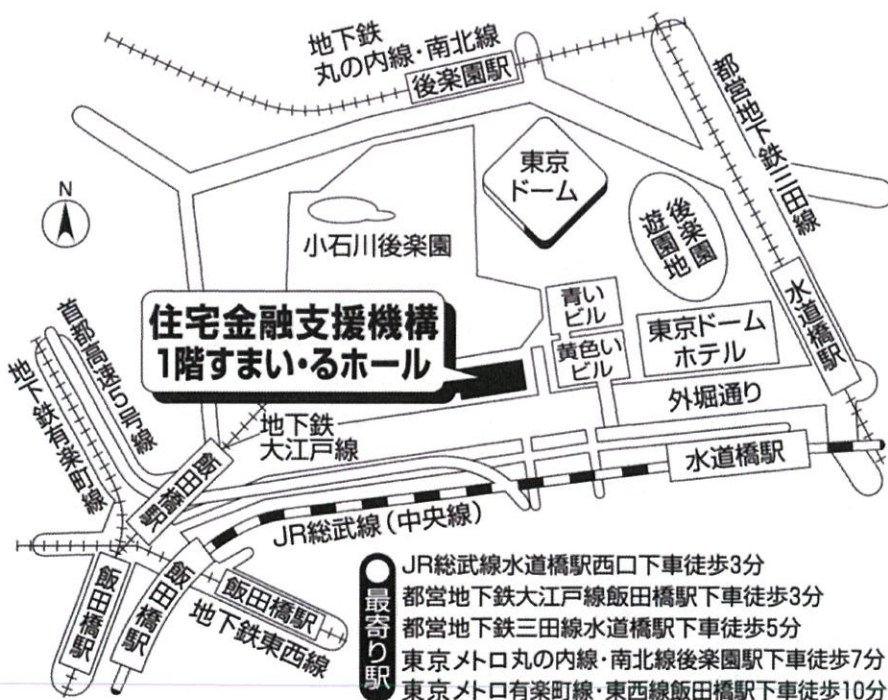 地下鉄
丸の内線・南北線
後楽園駅
都営地下鉄三田線
東京
ドーム
N
小石川後楽園
後楽園
遊園地
水道橋駅
青い
ビル
住宅金融支援機構
1階すまい・るホール
東京ドーム
ホテル
黄色い
ビル
首都高速5号線
地下鉄有楽町線
外堀通り
地下鉄
大江戸線
飯田橋駅
水道橋駅
JR総武線(中央線)
飯田橋駅
飯田橋駅
飯田橋駅
地下鉄東西線
最寄り駅
JR総武線水道橋駅西口下車徒歩3分
都営地下鉄大江戸線飯田橋駅下車徒歩3分
都営地下鉄三田線水道橋駅下車徒歩5分
東京メトロ丸の内線・南北線後楽園駅下車徒歩7分
東京メトロ有楽町線・東西線飯田橋駅下車徒歩10分